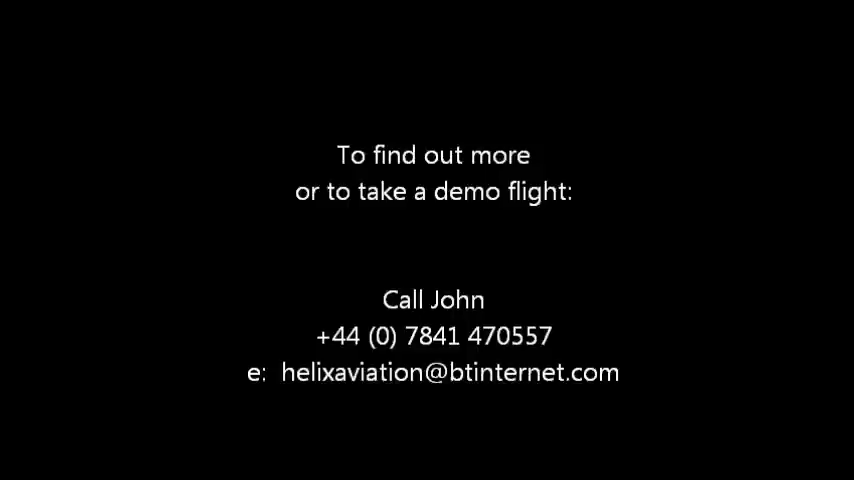 To find out more
or to take a demo flight:
Call John
+44 (0) 7841 470557
e:  helixaviation@btinternet.com